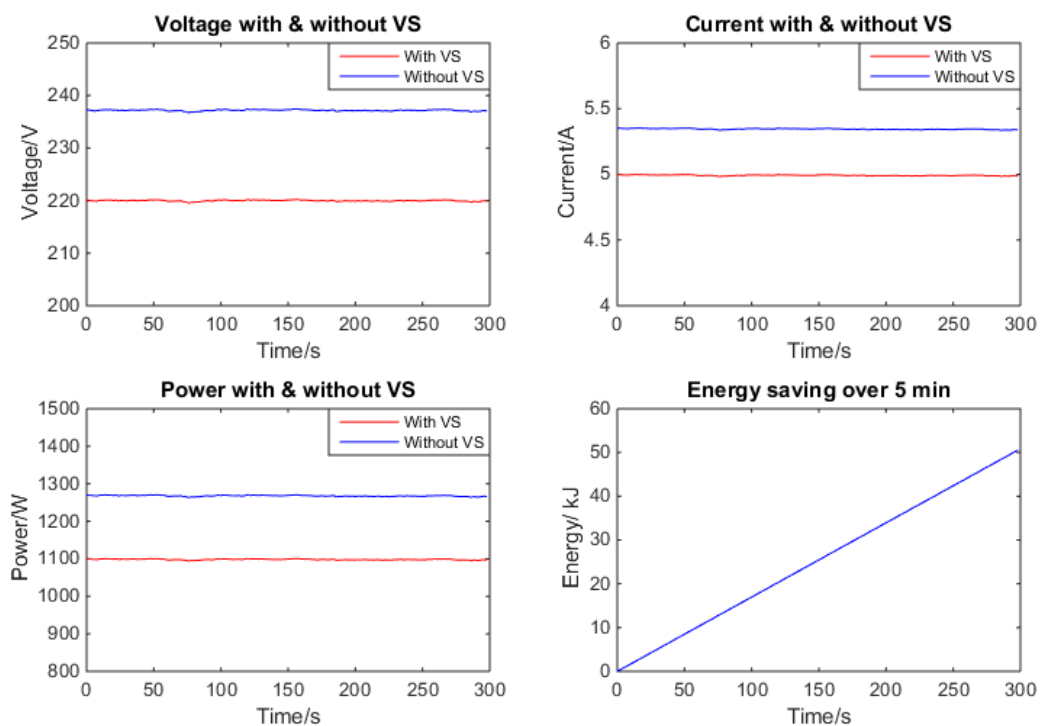 Voltage with & without VS
250
240
230
220
210
200
Voltage/V
With VS
Without VS
0 50 100 150 200 250 300
Time/s
Current with & without VS
6
5.5
5
4.5
4
Current/A
With VS
Without VS
0 50 100 150 200 250 300
Time/s
Power with & without VS
1500
1400
1300
1200
1100
1000
900
800
Power/W
With VS
Without VS
0 50 100 150 200 250 300
Time/s
Energy saving over 5 min
60
50
40
30
20
10
0
Energy/ kJ
0 50 100 150 200 250 300
Time/s